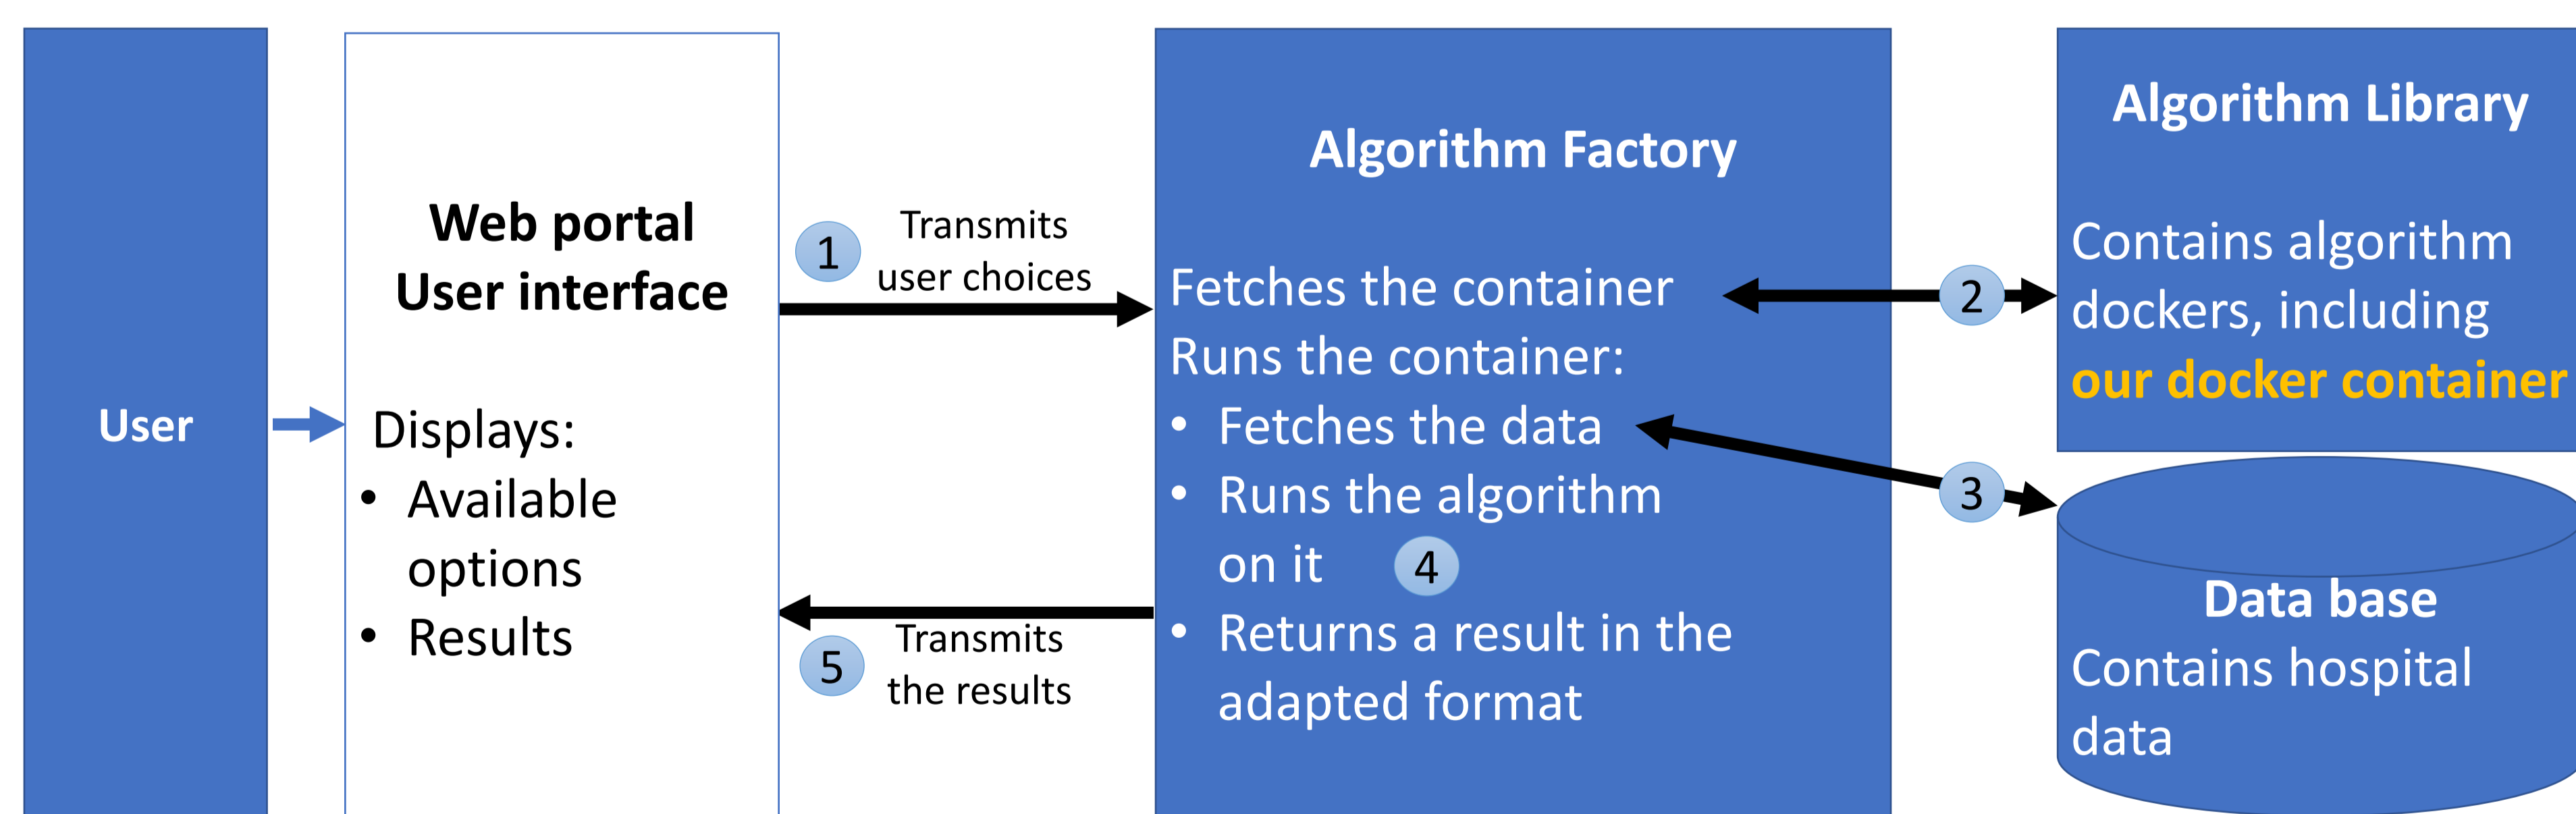 User
Web portal
User interface
Displays:
• Available
options
• Results
1
Transmits
user choices
5
Transmits
the results
Algorithm Factory
Fetches the container
Runs the container:
• Fetches the data
• Runs the algorithm
on it
4
• Returns a result in the
adapted format
2
3
Algorithm Library
Contains algorithm
dockers, including
our docker container
Data base
Contains hospital
data